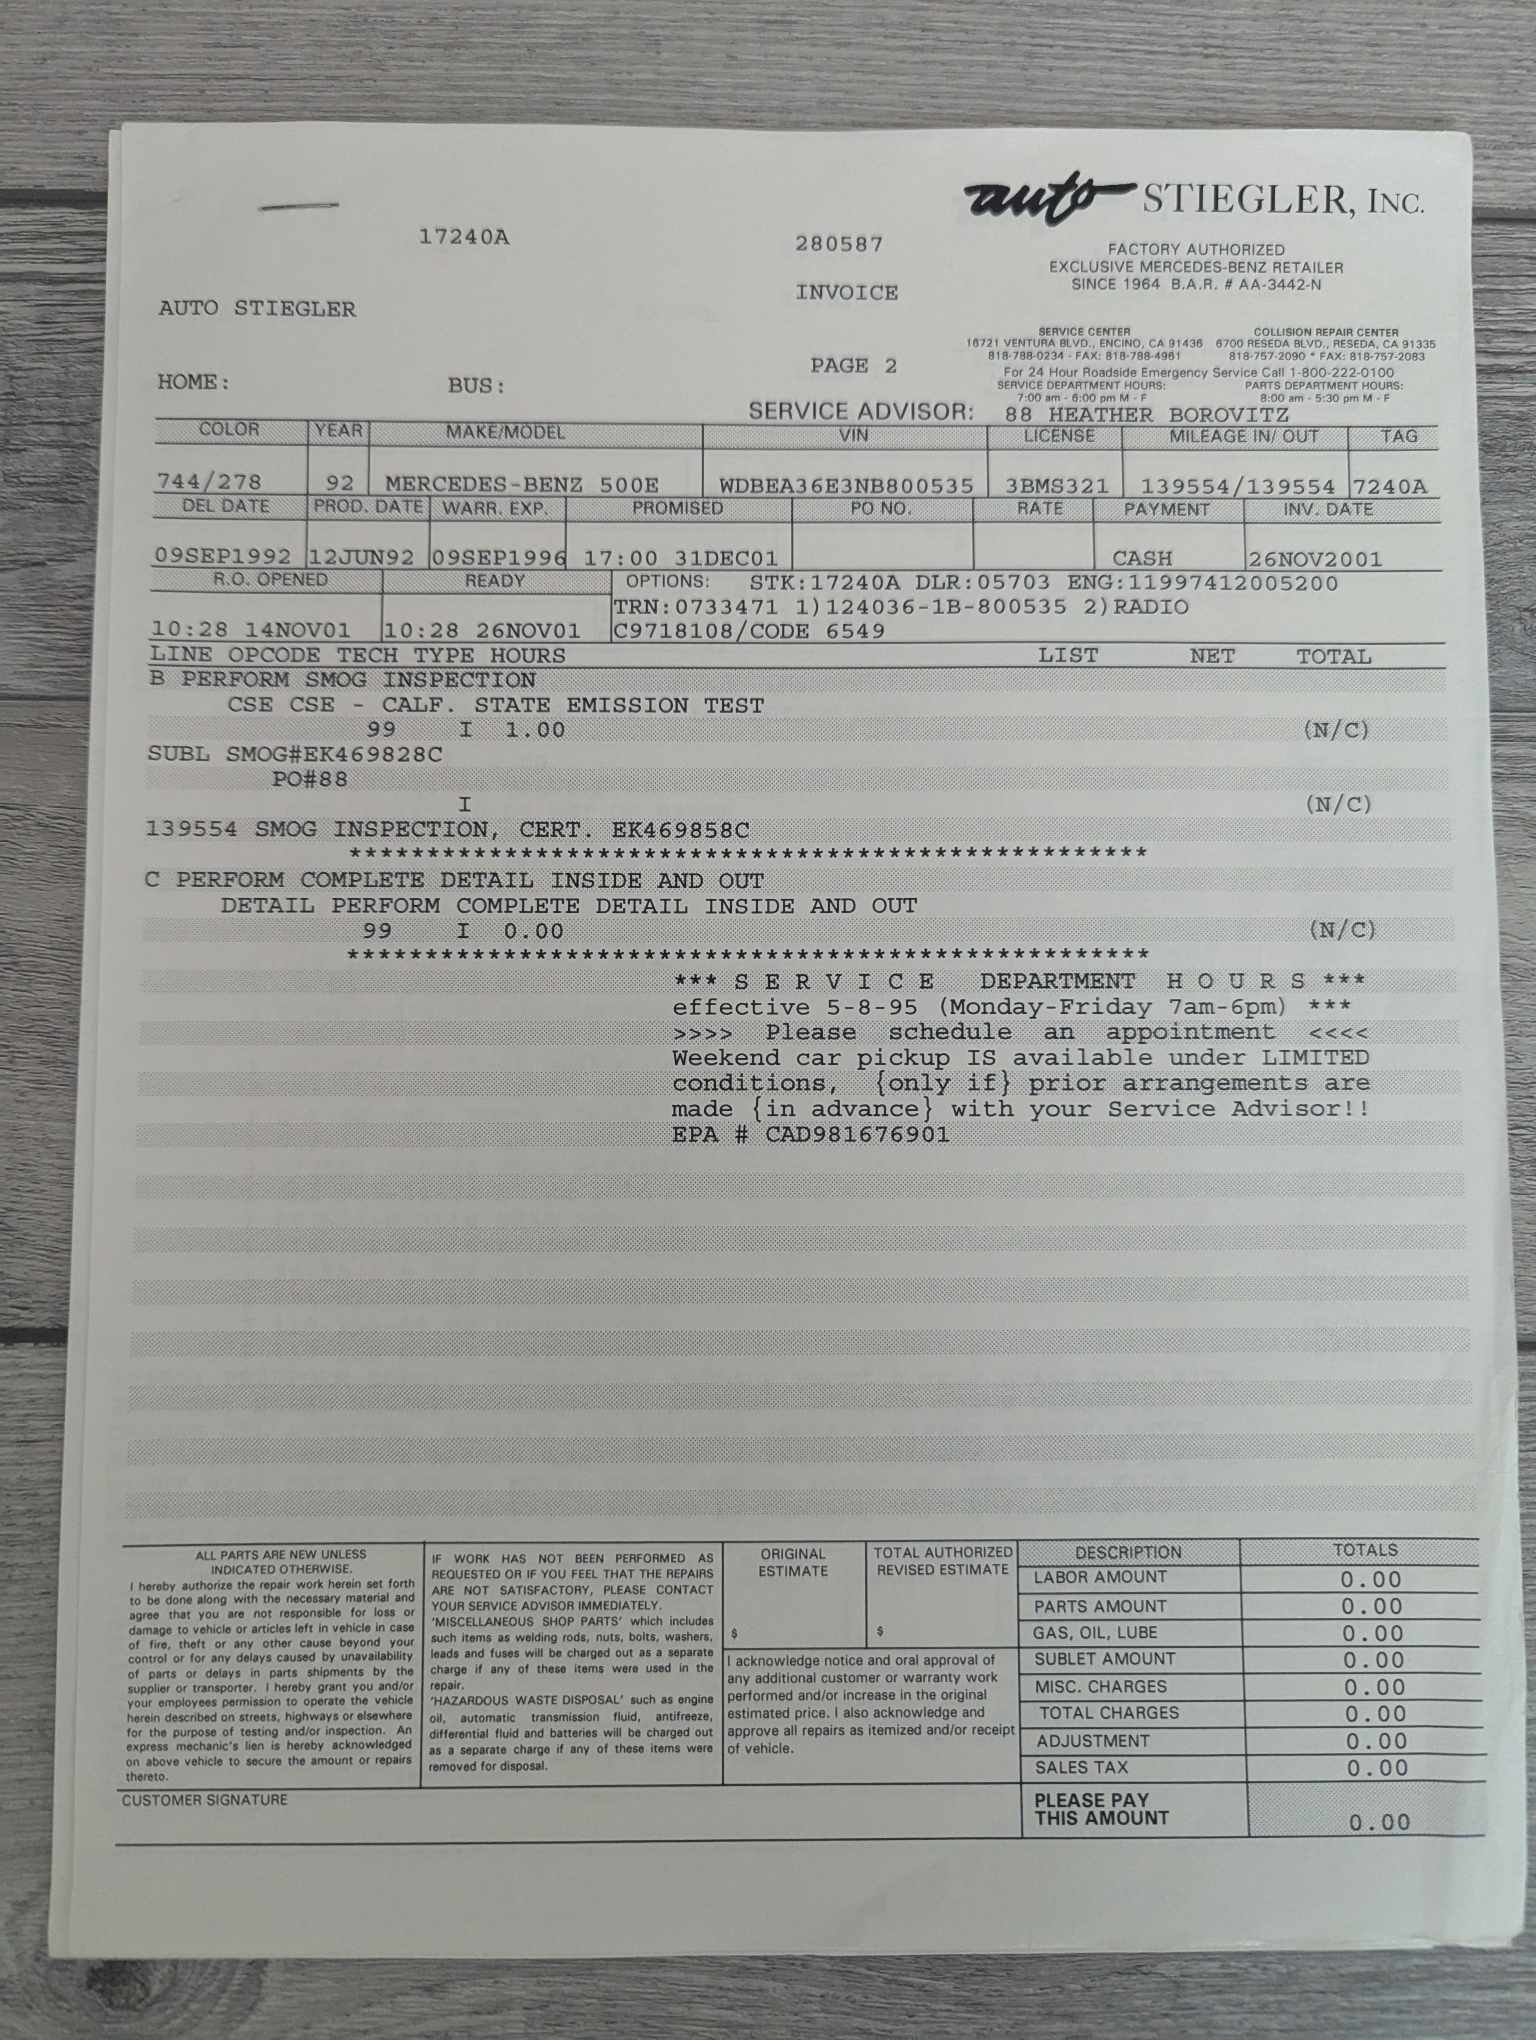 auto STIEGLER, INC.
17240A
280587
FACTORY AUTHORIZED
EXCLUSIVE MERCEDES-BENZ RETAILER
SINCE 1964 B.A.R. # AA-3442-N
INVOICE
AUTO STIEGLER
SERVICE CENTER
16721 VENTURA BLVD., ENCINO, CA 91436
818-788-0234 - FAX: 818-788-4961
COLLISION REPAIR CENTER
6700 RESEDA BLVD., RESEDA, CA 91335
818-757-2090 * FAX: 818-757-2083
PAGE 2
For 24 Hour Roadside Emergency Service Call 1-800-222-0100
HOME: BUS:
SERVICE DEPARTMENT HOURS:
7:00 am - 6:00 pm M - F
PARTS DEPARTMENT HOURS:
8:00 am - 5:30 pm M - F
SERVICE ADVISOR: 88 HEATHER BOROVITZ
COLOR YEAR MAKE/MODEL VIN LICENSE MILEAGE IN/ OUT TAG
744/278 92 MERCEDES-BENZ 500E WDBEA36E3NB800535 3BMS321 139554/139554 7240A
DEL DATE PROD. DATE WARR. EXP. PROMISED PO NO. RATE PAYMENT INV. DATE
09SEP1992 12JUN92 09SEP1996 17:00 31DEC01 CASH 26NOV2001
R.O. OPENED READY OPTIONS: STK:17240A DLR:05703 ENG:11997412005200
TRN:0733471 1)124036-1B-800535 2)RADIO
10:28 14NOV01 10:28 26NOV01 C9718108/CODE 6549
LINE OPCODE TECH TYPE HOURS LIST NET TOTAL
B PERFORM SMOG INSPECTION
CSE CSE - CALF. STATE EMISSION TEST
99 I 1.00 (N/C)
SUBL SMOG#EK469828C
PO#88
I (N/C)
139554 SMOG INSPECTION, CERT. EK469858C
****************************************************
C PERFORM COMPLETE DETAIL INSIDE AND OUT
DETAIL PERFORM COMPLETE DETAIL INSIDE AND OUT
99 I 0.00 (N/C)
****************************************************
*** S E R V I C E DEPARTMENT H O U R S ***
effective 5-8-95 (Monday-Friday 7am-6pm) ***
>>>> Please schedule an appointment <<<<
Weekend car pickup IS available under LIMITED
conditions, {only if} prior arrangements are
made {in advance} with your Service Advisor!!
EPA # CAD981676901
ALL PARTS ARE NEW UNLESS
INDICATED OTHERWISE.
I hereby authorize the repair work herein set forth
to be done along with the necessary material and
agree that you are not responsible for loss or
damage to vehicle or articles left in vehicle in case
of fire, theft or any other cause beyond your
control or for any delays caused by unavailability
of parts or delays in parts shipments by the
supplier or transporter. I hereby grant you and/or
your employees permission to operate the vehicle
herein described on streets, highways or elsewhere
for the purpose of testing and/or inspection. An
express mechanic's lien is hereby acknowledged
on above vehicle to secure the amount or repairs
thereto.
IF WORK HAS NOT BEEN PERFORMED AS
REQUESTED OR IF YOU FEEL THAT THE REPAIRS
ARE NOT SATISFACTORY, PLEASE CONTACT
YOUR SERVICE ADVISOR IMMEDIATELY.
'MISCELLANEOUS SHOP PARTS' which includes
such items as welding rods, nuts, bolts, washers,
leads and fuses will be charged out as a separate
charge if any of these items were used in the
repair.
'HAZARDOUS WASTE DISPOSAL' such as engine
oil, automatic transmission fluid, antifreeze,
differential fluid and batteries will be charged out
as a separate charge if any of these items were
removed for disposal.
ORIGINAL
ESTIMATE
$
TOTAL AUTHORIZED
REVISED ESTIMATE
$
I acknowledge notice and oral approval of
any additional customer or warranty work
performed and/or increase in the original
estimated price. I also acknowledge and
approve all repairs as itemized and/or receipt
of vehicle.
DESCRIPTION TOTALS
LABOR AMOUNT 0.00
PARTS AMOUNT 0.00
GAS, OIL, LUBE 0.00
SUBLET AMOUNT 0.00
MISC. CHARGES 0.00
TOTAL CHARGES 0.00
ADJUSTMENT 0.00
SALES TAX 0.00
CUSTOMER SIGNATURE
PLEASE PAY
THIS AMOUNT 0.00